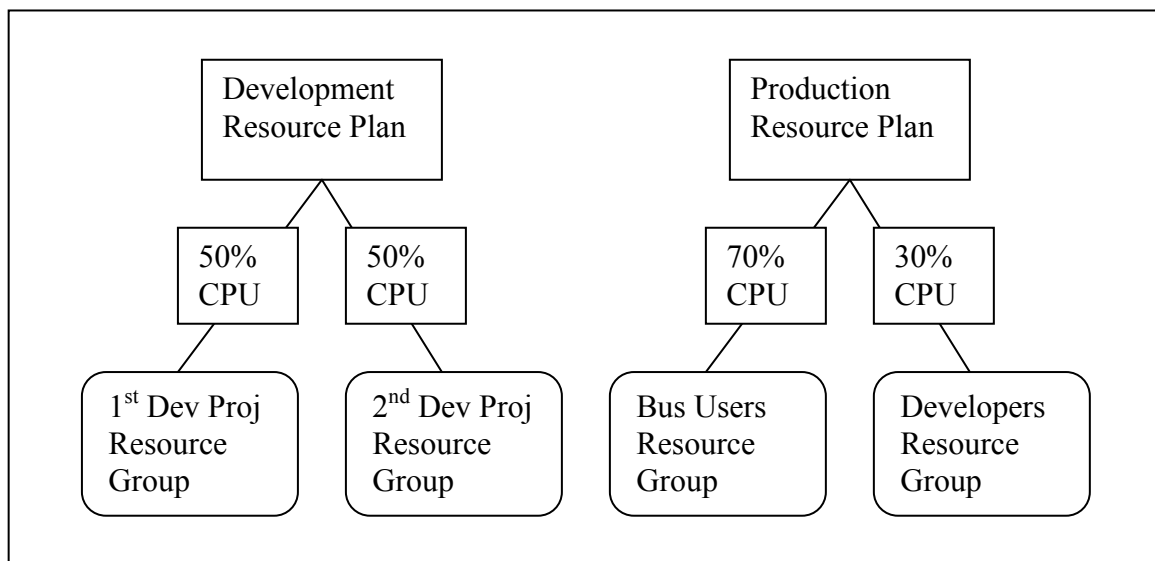 Development
Resource Plan
Production
Resource Plan
50%
CPU
50%
CPU
70%
CPU
30%
CPU
1st Dev Proj
Resource
Group
2nd Dev Proj
Resource
Group
Bus Users
Resource
Group
Developers
Resource
Group